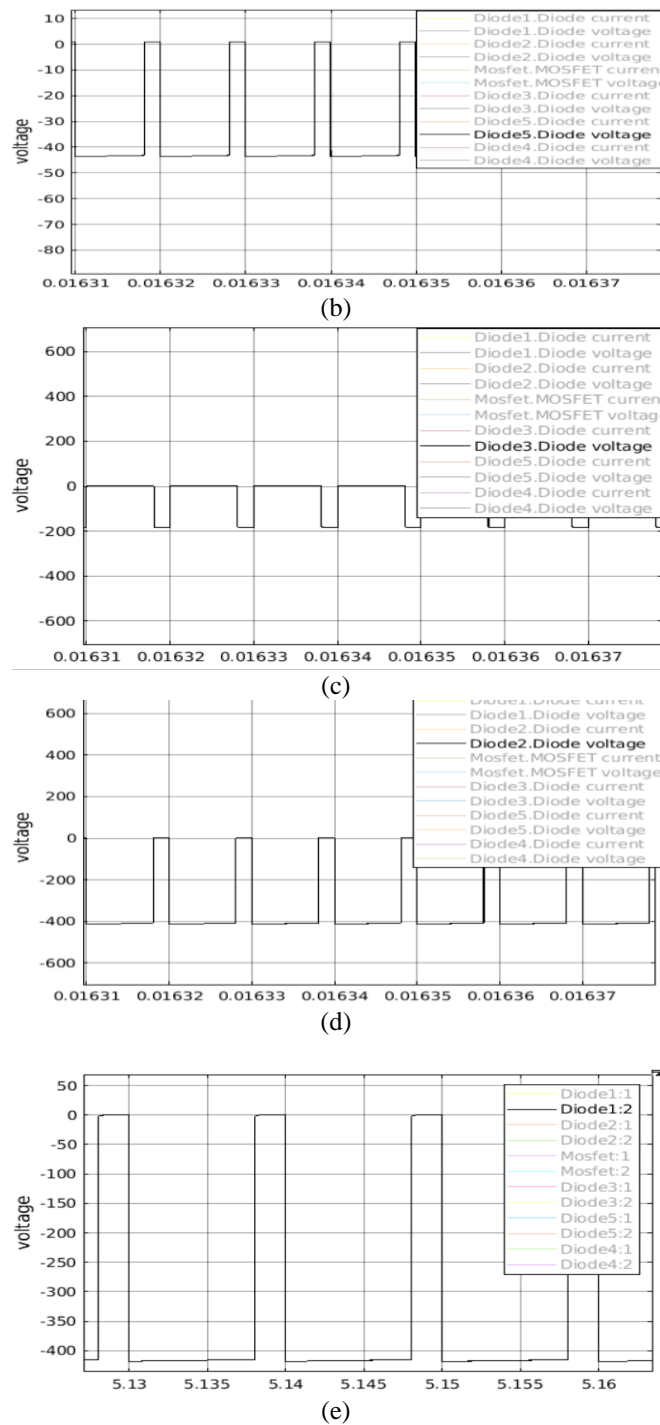 10
0
-10
-20
-30
-40
-50
-60
-70
-80
voltage
Diode1.Diode current
Diode1.Diode voltage
Diode2.Diode current
Diode2.Diode voltage
Mosfet.MOSFET current
Mosfet.MOSFET voltage
Diode3.Diode current
Diode3.Diode voltage
Diode5.Diode current
Diode5.Diode voltage
Diode4.Diode current
Diode4.Diode voltage
0.01631 0.01632 0.01633 0.01634 0.01635 0.01636 0.01637
(b)
600
400
200
0
-200
-400
-600
voltage
Diode1.Diode current
Diode1.Diode voltage
Diode2.Diode current
Diode2.Diode voltage
Mosfet.MOSFET current
Mosfet.MOSFET voltage
Diode3.Diode current
Diode3.Diode voltage
Diode5.Diode current
Diode5.Diode voltage
Diode4.Diode current
Diode4.Diode voltage
0.01631 0.01632 0.01633 0.01634 0.01635 0.01636 0.01637
(c)
600
400
200
0
-200
-400
-600
voltage
Diode1.Diode current
Diode1.Diode voltage
Diode2.Diode current
Diode2.Diode voltage
Mosfet.MOSFET current
Mosfet.MOSFET voltage
Diode3.Diode current
Diode3.Diode voltage
Diode5.Diode current
Diode5.Diode voltage
Diode4.Diode current
Diode4.Diode voltage
0.01631 0.01632 0.01633 0.01634 0.01635 0.01636 0.01637
(d)
50
0
-50
-100
-150
-200
-250
-300
-350
-400
voltage
Diode1:1
Diode1:2
Diode2:1
Diode2:2
Mosfet:1
Mosfet:2
Diode3:1
Diode3:2
Diode5:1
Diode5:2
Diode4:1
Diode4:2
5.13 5.135 5.14 5.145 5.15 5.155 5.16
(e)